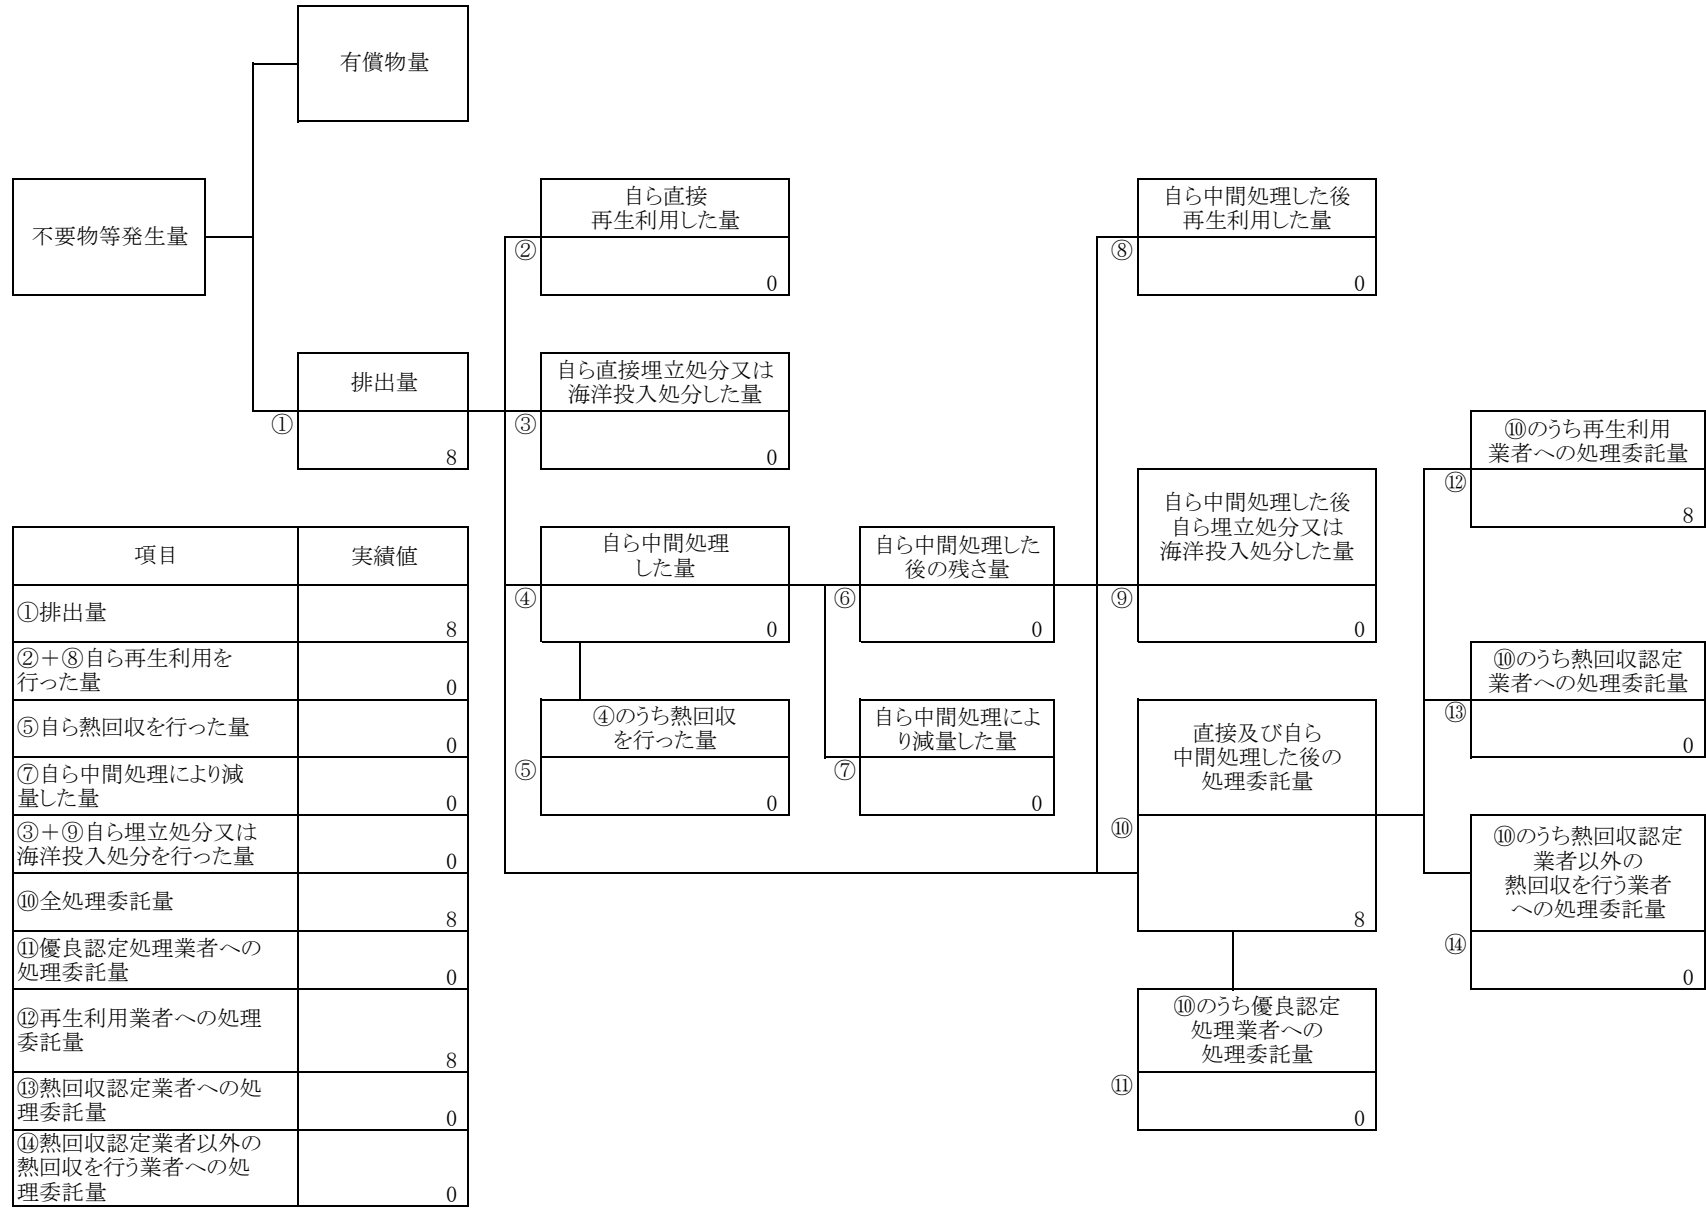 有償物量
不要物等発生量
自ら直接
再生利用した量
②
0
自ら中間処理した後
再生利用した量
⑧
0
排出量
①
8
自ら直接埋立処分又は
海洋投入処分した量
③
0
⑩のうち再生利用
業者への処理委託量
⑫
8
自ら中間処理した後
自ら埋立処分又は
海洋投入処分した量
⑨
0
自ら中間処理
した量
④
0
自ら中間処理した
後の残さ量
⑥
0
⑩のうち熱回収認定
業者への処理委託量
⑬
0
④のうち熱回収
を行った量
⑤
0
自ら中間処理によ
り減量した量
⑦
0
直接及び自ら
中間処理した後の
処理委託量
⑩
8
⑩のうち熱回収認定
業者以外の
熱回収を行う業者
への処理委託量
⑭
0
⑩のうち優良認定
処理業者への
処理委託量
⑪
0
項目 実績値
①排出量
8
②＋⑧自ら再生利用を
行った量
0
⑤自ら熱回収を行った量
0
⑦自ら中間処理により減
量した量
0
③＋⑨自ら埋立処分又は
海洋投入処分を行った量
0
⑩全処理委託量
8
⑪優良認定処理業者への
処理委託量
0
⑫再生利用業者への処理
委託量
8
⑬熱回収認定業者への処
理委託量
0
⑭熱回収認定業者以外の
熱回収を行う業者への処
理委託量
0